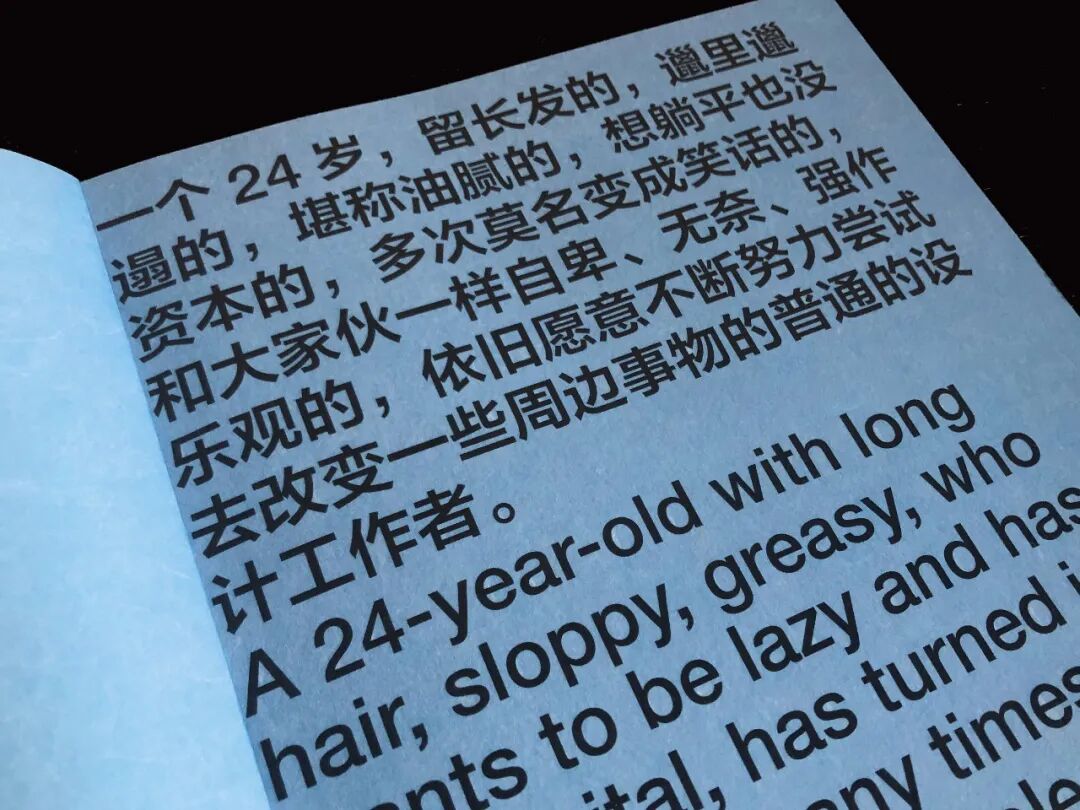 一个 24 岁，留长发的，邋里邋
遢的，堪称油腻的，想躺平也没
资本的，多次莫名变成笑话的，
和大家伙一样自卑、无奈、强作
乐观的，依旧愿意不断努力尝试
去改变一些周边事物的普通的设
计工作者。
A 24-year-old with long
hair, sloppy, greasy, who
to be lazy and has
has turned
times